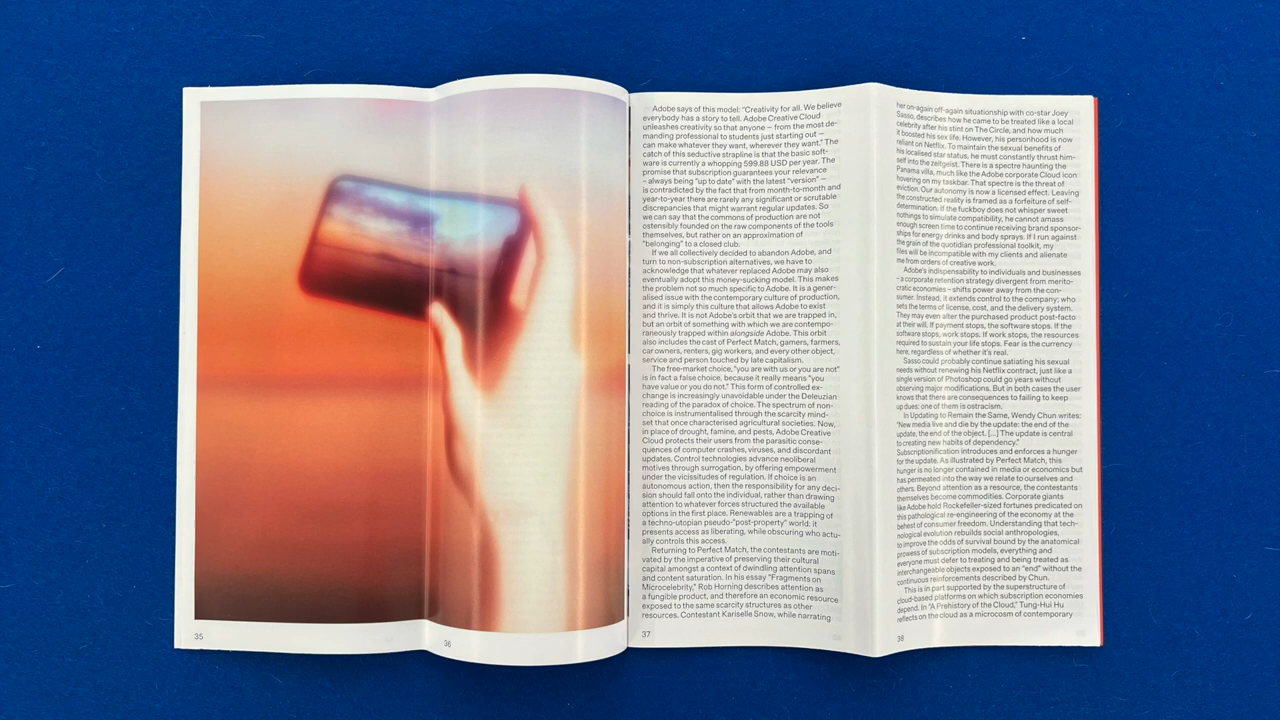 Adobe says of this model: "Creativity for all. We believe
everybody has a story to tell. Adobe Creative Cloud
unleashes creativity so that anyone – from the most de-
manding professional to students just starting out –
can make whatever they want, wherever they want." The
catch of this seductive strapline is that the basic soft-
ware is currently a whopping 599.88 USD per year. The
promise that subscription guarantees your relevance
– always being "up to date" with the latest "version" –
is contradicted by the fact that from month-to-month and
year-to-year there are rarely any significant or scrutable
discrepancies that might warrant regular updates. So
we can say that the commons of production are not
ostensibly founded on the raw components of the tools
themselves, but rather on an approximation of
"belonging" to a closed club.
If we all collectively decided to abandon Adobe, and
turn to non-subscription alternatives, we have to
acknowledge that whatever replaced Adobe may also
eventually adopt this money-sucking model. This makes
the problem not so much specific to Adobe. It is a gener-
alised issue with the contemporary culture of production,
and it is simply this culture that allows Adobe to exist
and thrive. It is not Adobe's orbit that we are trapped in,
but an orbit of something with which we are contempo-
raneously trapped within alongside Adobe. This orbit
also includes the cast of Perfect Match, gamers, farmers,
car owners, renters, gig workers, and every other object,
service and person touched by late capitalism.
The free-market choice, "you are with us or you are not"
is in fact a false choice, because it really means "you
have value or you do not." This form of controlled ex-
change is increasingly unavoidable under the Deleuzian
reading of the paradox of choice. The spectrum of non-
choice is instrumentalised through the scarcity mind-
set that once characterised agricultural societies. Now,
in place of drought, famine, and pests, Adobe Creative
Cloud protects their users from the parasitic conse-
quences of computer crashes, viruses, and discordant
updates. Control technologies advance neoliberal
motives through surrogation, by offering empowerment
under the vicissitudes of regulation. If choice is an
autonomous action, then the responsibility for any deci-
sion should fall onto the individual, rather than drawing
attention to whatever forces structured the available
options in the first place. Renewables are a trapping of
a techno-utopian pseudo-"post-property" world: it
presents access as liberating, while obscuring who actu-
ally controls this access.
Returning to Perfect Match, the contestants are moti-
vated by the imperative of preserving their cultural
capital amongst a context of dwindling attention spans
and content saturation. In his essay "Fragments on
Microcelebrity," Rob Horning describes attention as
a fungible product, and therefore an economic resource
exposed to the same scarcity structures as other
resources. Contestant Kariselle Snow, while narrating
her on-again off-again situationship with co-star Joey
Sasso, describes how he came to be treated like a local
celebrity after his stint on The Circle, and how much
it boosted his sex life. However, his personhood is now
reliant on Netflix. To maintain the sexual benefits of
his localised star status, he must constantly thrust him-
self into the zeitgeist. There is a spectre haunting the
Panama villa, much like the Adobe corporate Cloud icon
hovering on my taskbar. That spectre is the threat of
eviction. Our autonomy is now a licensed effect. Leaving
the constructed reality is framed as a forfeiture of self-
determination. If the fuckboy does not whisper sweet
nothings to simulate compatibility, he cannot amass
enough screen time to continue receiving brand sponsor-
ships for energy drinks and body sprays. If I run against
the grain of the quotidian professional toolkit, my
files will be incompatible with my clients and alienate
me from orders of creative work.
Adobe's indispensability to individuals and businesses
– a corporate retention strategy divergent from merito-
cratic economies – shifts power away from the con-
sumer. Instead, it extends control to the company; who
sets the terms of license, cost, and the delivery system.
They may even alter the purchased product post-facto
at their will. If payment stops, the software stops. If the
software stops, work stops. If work stops, the resources
required to sustain your life stops. Fear is the currency
here, regardless of whether it's real.
Sasso could probably continue satiating his sexual
needs without renewing his Netflix contract, just like a
single version of Photoshop could go years without
observing major modifications. But in both cases the user
knows that there are consequences to failing to keep
up dues: one of them is ostracism.
In Updating to Remain the Same, Wendy Chun writes:
"New media live and die by the update: the end of the
update, the end of the object. [...] The update is central
to creating new habits of dependency."
Subscriptionification introduces and enforces a hunger
for the update. As illustrated by Perfect Match, this
hunger is no longer contained in media or economics but
has permeated into the way we relate to ourselves and
others. Beyond attention as a resource, the contestants
themselves become commodities. Corporate giants
like Adobe hold Rockefeller-sized fortunes predicated on
this pathological re-engineering of the economy at the
behest of consumer freedom. Understanding that tech-
nological evolution rebuilds social anthropologies,
to improve the odds of survival bound by the anatomical
prowess of subscription models, everything and
everyone must defer to treating and being treated as
interchangeable objects exposed to an "end" without the
continuous reinforcements described by Chun.
This is in part supported by the superstructure of
cloud-based platforms on which subscription economies
depend. In "A Prehistory of the Cloud," Tung-Hui Hu
reflects on the cloud as a microcosm of contemporary
35
36
37
38